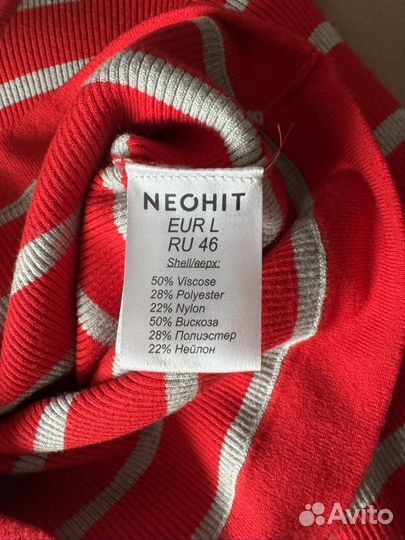 NEOHIT
EUR L
RU 46
Shell/верх:
50% Viscose
28% Polyester
22% Nylon
50% Вискоза
28% Полиэстер
22% Нейлон
Avito